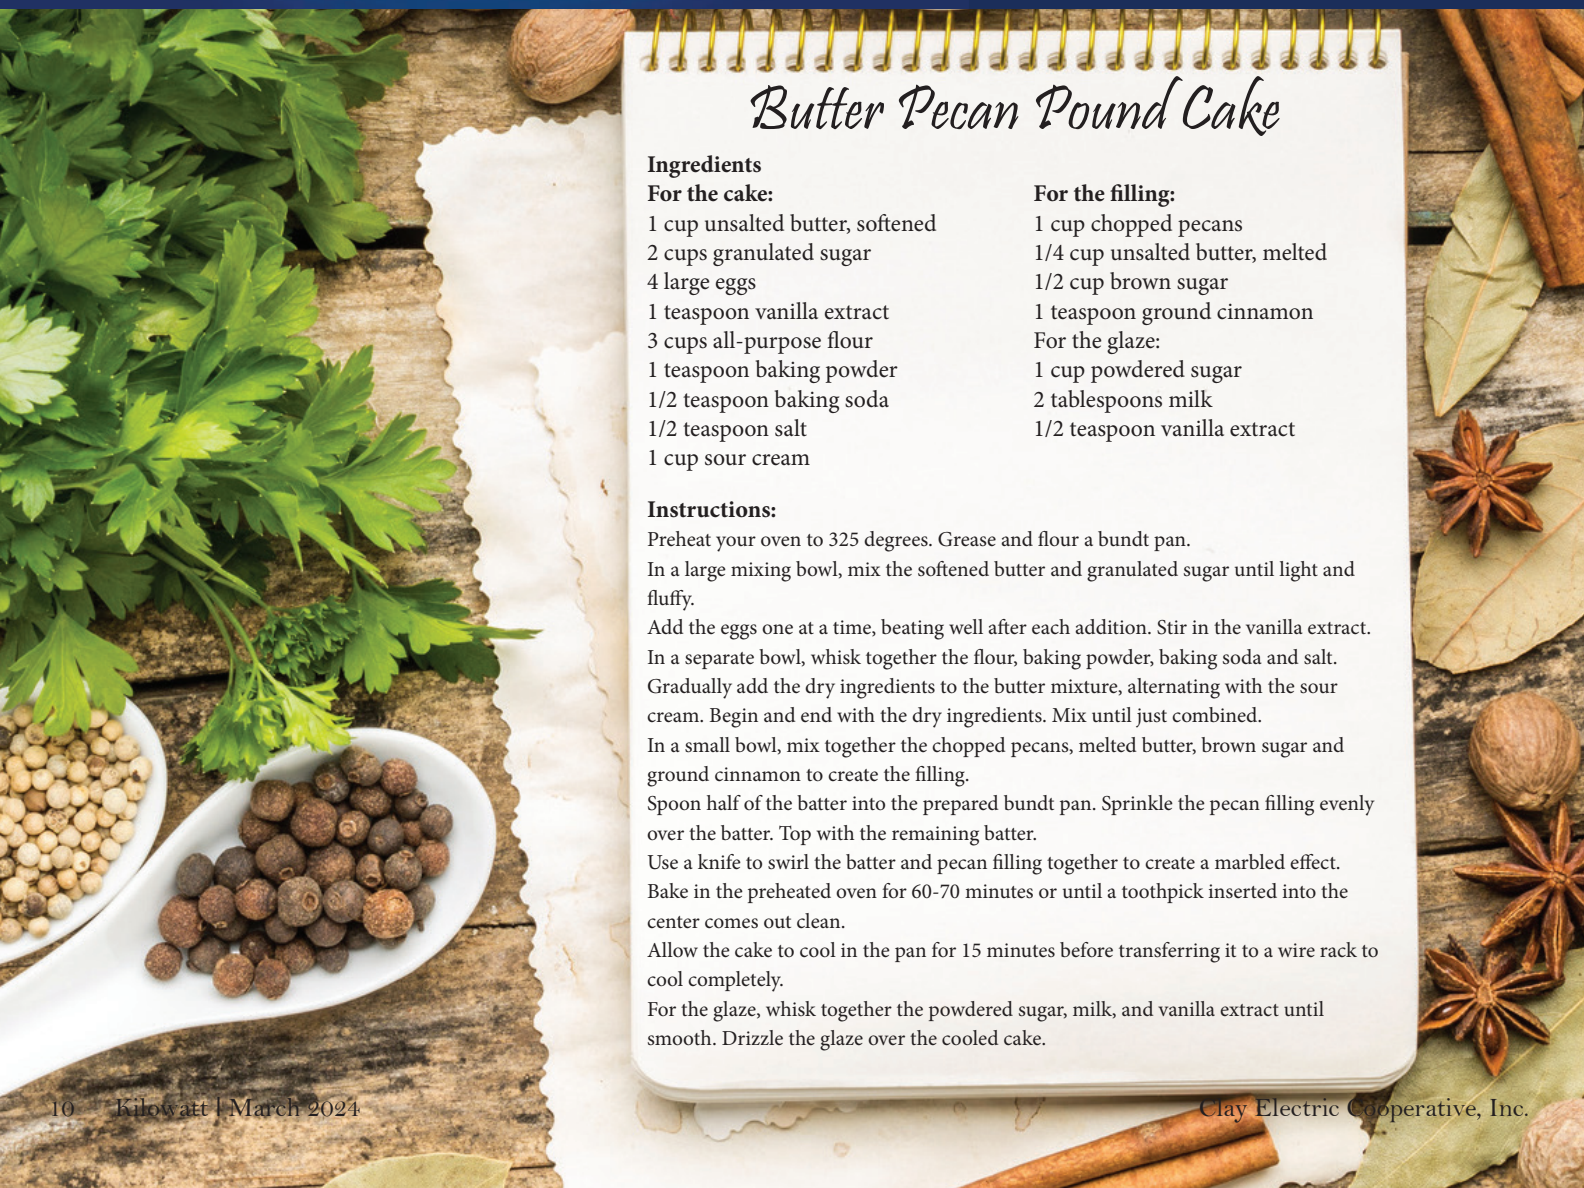 Butter Pecan Pound Cake
Ingredients
For the cake:
1 cup unsalted butter, softened
2 cups granulated sugar
4 large eggs
1 teaspoon vanilla extract
3 cups all-purpose flour
1 teaspoon baking powder
1/2 teaspoon baking soda
1/2 teaspoon salt
1 cup sour cream
For the filling:
1 cup chopped pecans
1/4 cup unsalted butter, melted
1/2 cup brown sugar
1 teaspoon ground cinnamon
For the glaze:
1 cup powdered sugar
2 tablespoons milk
1/2 teaspoon vanilla extract
Instructions:
Preheat your oven to 325 degrees. Grease and flour a bundt pan.
In a large mixing bowl, mix the softened butter and granulated sugar until light and
fluffy.
Add the eggs one at a time, beating well after each addition. Stir in the vanilla extract.
In a separate bowl, whisk together the flour, baking powder, baking soda and salt.
Gradually add the dry ingredients to the butter mixture, alternating with the sour
cream. Begin and end with the dry ingredients. Mix until just combined.
In a small bowl, mix together the chopped pecans, melted butter, brown sugar and
ground cinnamon to create the filling.
Spoon half of the batter into the prepared bundt pan. Sprinkle the pecan filling evenly
over the batter. Top with the remaining batter.
Use a knife to swirl the batter and pecan filling together to create a marbled effect.
Bake in the preheated oven for 60-70 minutes or until a toothpick inserted into the
center comes out clean.
Allow the cake to cool in the pan for 15 minutes before transferring it to a wire rack to
cool completely.
For the glaze, whisk together the powdered sugar, milk, and vanilla extract until
smooth. Drizzle the glaze over the cooled cake.
10 Kilowatt | March 2024
Clay Electric Cooperative, Inc.